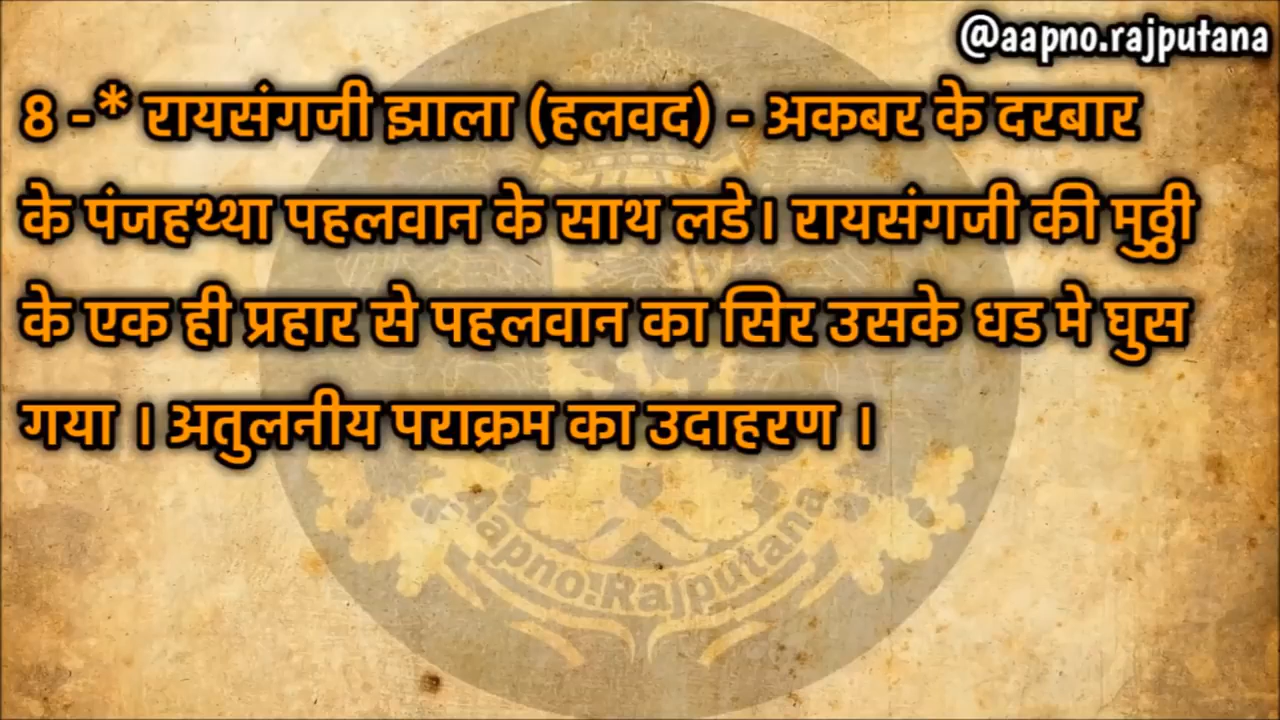 @aapno.rajputana
8 -* रायसंगजी झाला (हलवद) - अकबर के दरबार
के पंजहथ्था पहलवान के साथ लडे। रायसंगजी की मुठ्ठी
के एक ही प्रहार से पहलवान का सिर उसके धड मे घुस
गया । अतुलनीय पराक्रम का उदाहरण ।
Aapno.Rajputana